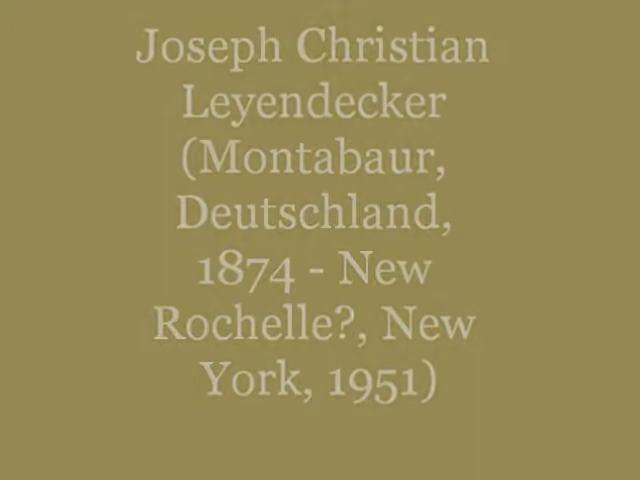 Joseph Christian
Leyendecker
(Montabaur,
Deutschland,
1874 - New
Rochelle?, New
York, 1951)